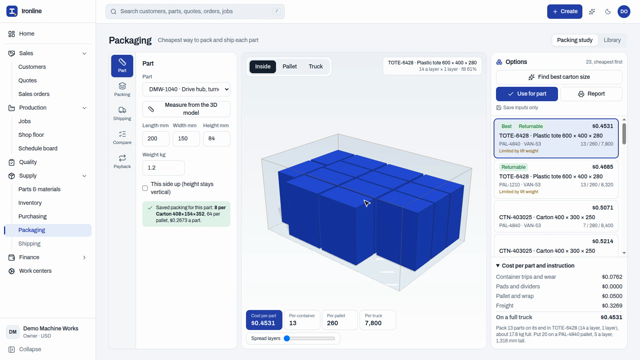 Ironline
Search customers, parts, quotes, orders, jobs
/
Create
DO
Home
Sales
Customers
Quotes
Sales orders
Production
Jobs
Shop floor
Schedule board
Quality
Supply
Parts & materials
Inventory
Purchasing
Packaging
Shipping
Finance
Work centers
DM
Demo Machine Works
Owner · USD
Collapse
Packaging
Cheapest way to pack and ship each part
Packing study
Library
Part
Packing
Shipping
Compare
Payback
Part
Part
DMW-1040 · Drive hub, turn
Measure from the 3D model
Length mm
Width mm
Height mm
200
150
84
Weight kg
1.2
This side up (height stays vertical)
Saved packing for this part: 8 per Carton 408×154×352, 64 per pallet, $0.2673 a part.
Inside
Pallet
Truck
TOTE-6428 · Plastic tote 600 × 400 × 280
Cost per part
$0.4531
Per container
13
Per pallet
260
Per truck
7,800
Spread layers
Options
23, cheapest first
Find best carton size
Use for part
Report
Save inputs only
Best
Returnable
$0.4531
TOTE-6428 · Plastic tote 600 × 400 × 280
PAL-4840 · VAN-53
13 / 260 / 7,800
Limited by lift weight
Returnable
$0.4685
TOTE-6428 · Plastic tote 600 × 400 × 280
PAL-1210 · VAN-53
13 / 260 / 8,320
Limited by lift weight
$0.5071
CTN-403025 · Carton 400 × 300 × 250
PAL-4840 · VAN-53
7 / 280 / 8,400
$0.5214
CTN-403025 · Carton 400 × 300 × 250
Cost per part and instruction
Container trips and wear
$0.0762
Pads and dividers
$0.0000
Pallet and wrap
$0.0500
Freight
$0.3269
On a full truck
$0.4531
Pack 13 parts on its end in TOTE-6428 (14 a layer, 1 layer), about 17.8 kg full. Put 20 on a PAL-4840 pallet, 5 a layer, 1,318 mm tall.